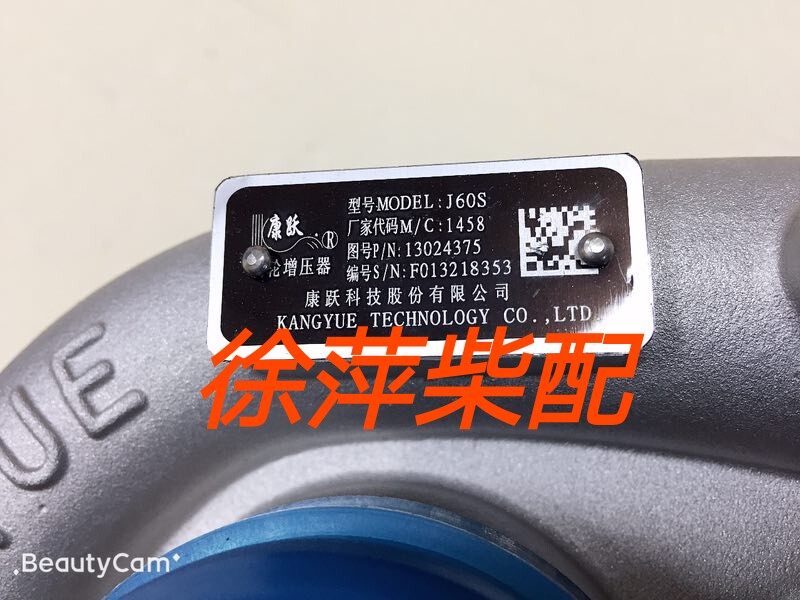 型号MODEL:J60S
厂家代码M/C:1458
图号P/N:13024375
编号S/N:F013218353
康跃
®
轮增压器
康跃科技股份有限公司
KANGYUE TECHNOLOGY CO.,LTD
徐萍柴配
UE
BeautyCam